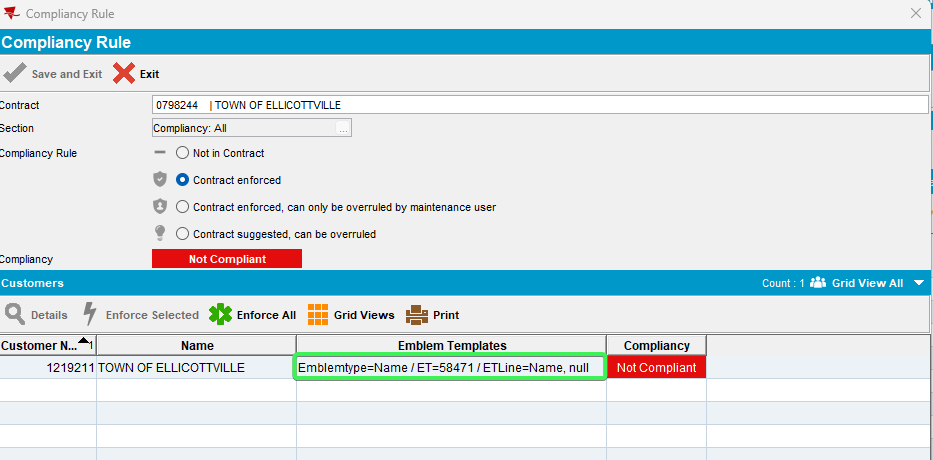 Compliancy Rule
Compliancy Rule
Save and Exit Exit
Contract 0798244 | TOWN OF ELLICOTTVILLE
Section Compliancy: All ...
Compliancy Rule Not in Contract
Contract enforced
Contract enforced, can only be overruled by maintenance user
Contract suggested, can be overruled
Compliancy Not Compliant
Customers Count : 1 Grid View All
Details Enforce Selected Enforce All Grid Views Print
Customer N... 1 Name Emblem Templates Compliancy
1219211 TOWN OF ELLICOTTVILLE Emblemtype=Name / ET=58471 / ETLine=Name, null Not Compliant